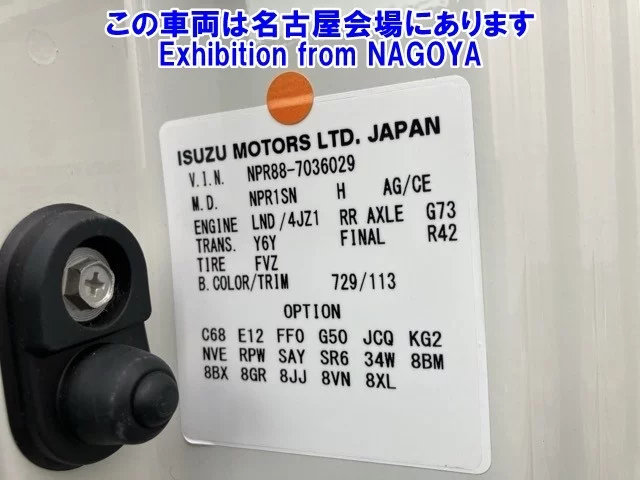 この車両は名古屋会場にあります
Exhibition from NAGOYA
ISUZU MOTORS LTD. JAPAN
V.I.N. NPR88-7036029
M.D. NPR1SN H AG/CE
ENGINE LND/4JZ1 RR AXLE G73
TRANS. Y6Y FINAL R42
TIRE FVZ
B.COLOR/TRIM 729/113
OPTION
C68 E12 FF0 G50 JCQ KG2
NVE RPW SAY SR6 34W 8BM
8BX 8GR 8JJ 8VN 8XL